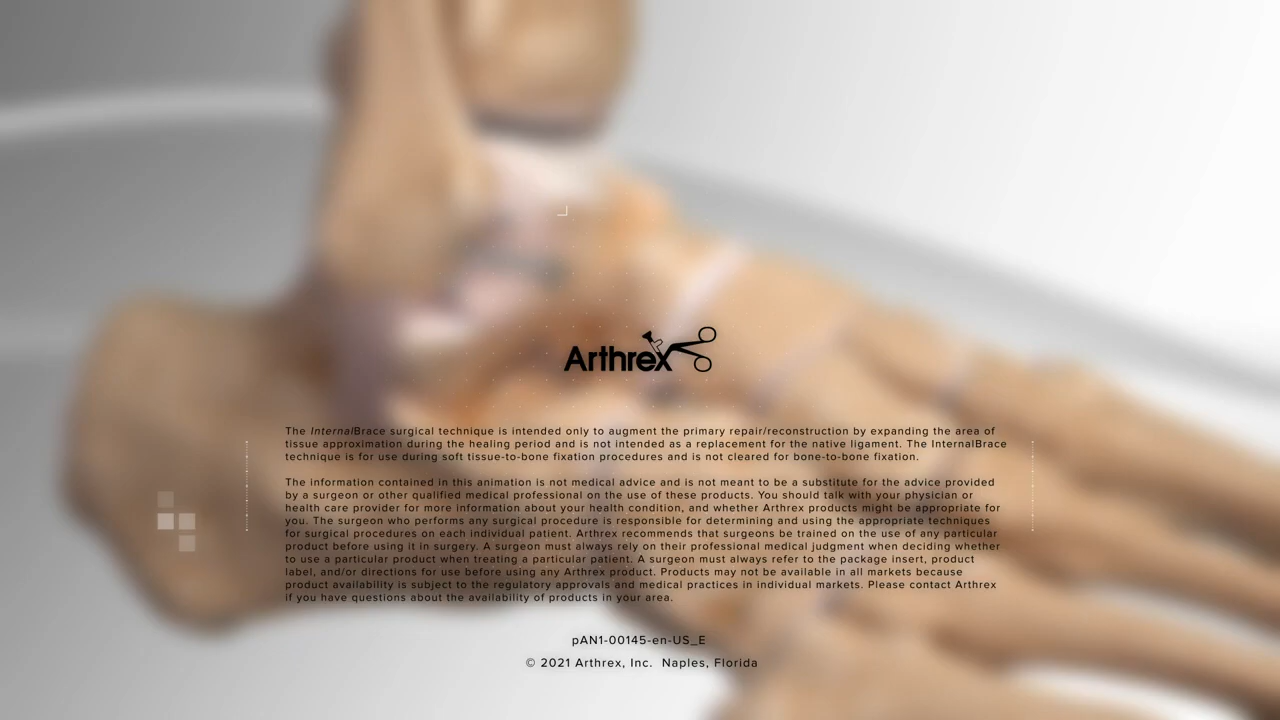 Arthrex
The InternalBrace surgical technique is intended only to augment the primary repair/reconstruction by expanding the area of
tissue approximation during the healing period and is not intended as a replacement for the native ligament. The InternalBrace
technique is for use during soft tissue-to-bone fixation procedures and is not cleared for bone-to-bone fixation.
The information contained in this animation is not medical advice and is not meant to be a substitute for the advice provided
by a surgeon or other qualified medical professional on the use of these products. You should talk with your physician or
health care provider for more information about your health condition, and whether Arthrex products might be appropriate for
you. The surgeon who performs any surgical procedure is responsible for determining and using the appropriate techniques
for surgical procedures on each individual patient. Arthrex recommends that surgeons be trained on the use of any particular
product before using it in surgery. A surgeon must always rely on their professional medical judgment when deciding whether
to use a particular product when treating a particular patient. A surgeon must always refer to the package insert, product
label, and/or directions for use before using any Arthrex product. Products may not be available in all markets because
product availability is subject to the regulatory approvals and medical practices in individual markets. Please contact Arthrex
if you have questions about the availability of products in your area.
pAN1-00145-en-US_E
© 2021 Arthrex, Inc. Naples, Florida